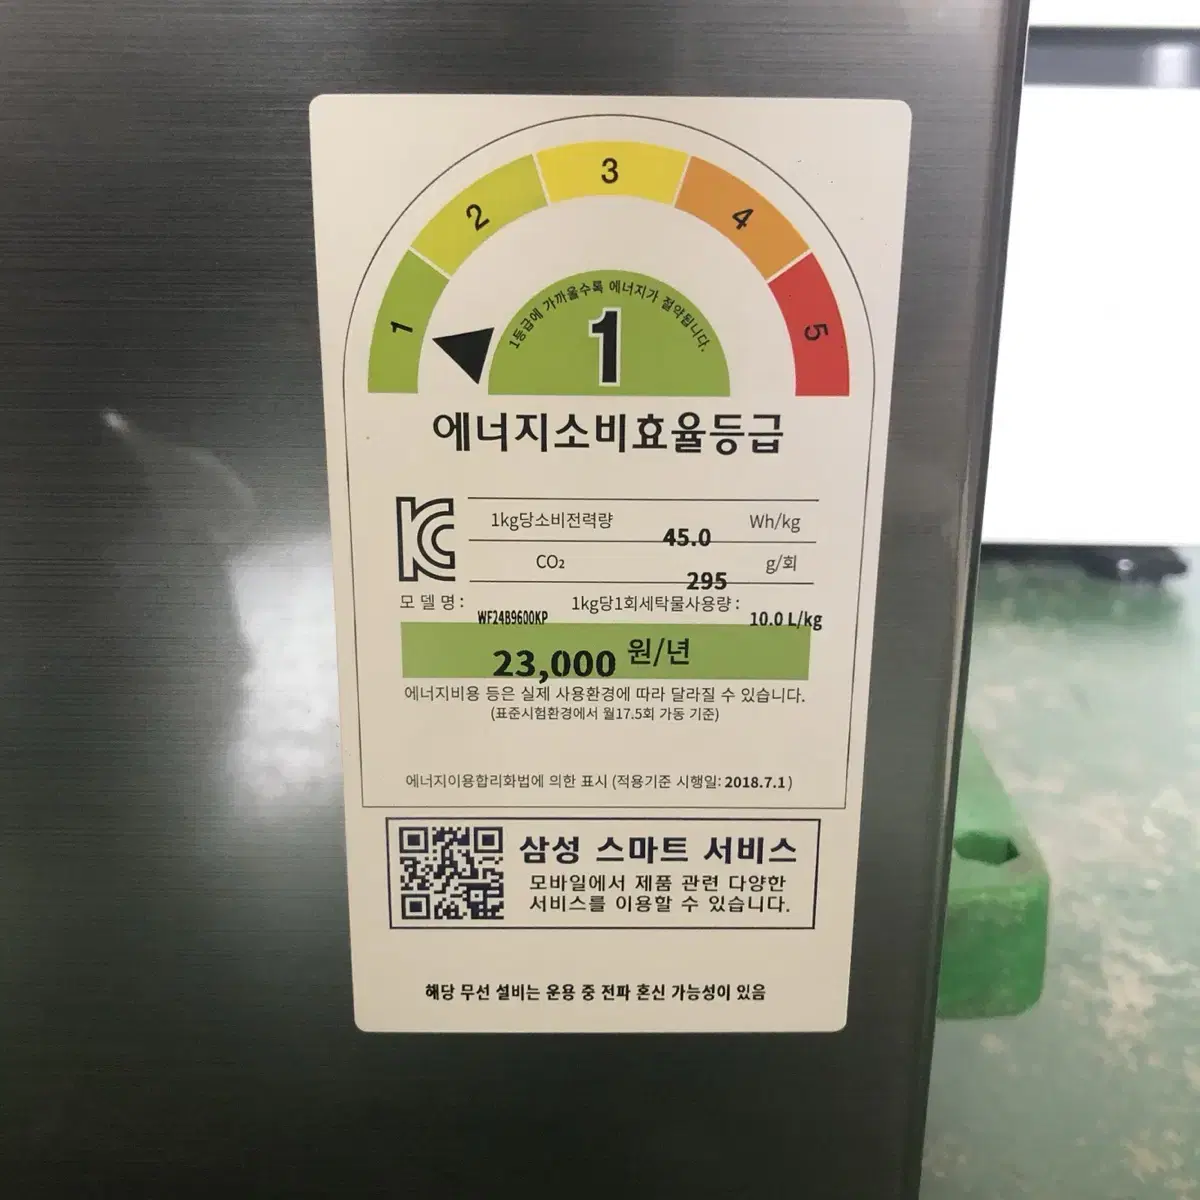 1
2
3
4
5
1등급에 가까울수록 에너지가 절약됩니다.
1
에너지소비효율등급
1kg당소비전력량 45.0 Wh/kg
CO₂ 295 g/회
모델명: WF24B9600KP 1kg당1회세탁물사용량: 10.0 L/kg
23,000 원/년
에너지비용 등은 실제 사용환경에 따라 달라질 수 있습니다.
(표준시험환경에서 월17.5회 가동 기준)
에너지이용합리화법에 의한 표시 (적용기준 시행일: 2018.7.1)
삼성 스마트 서비스
모바일에서 제품 관련 다양한
서비스를 이용할 수 있습니다.
해당 무선 설비는 운용 중 전파 혼신 가능성이 있음